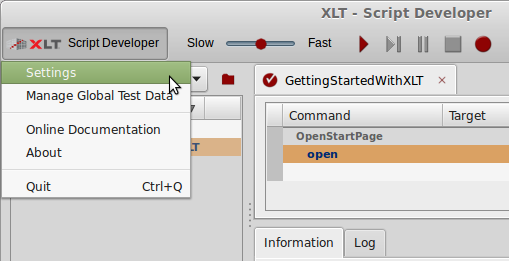 XLT - Script Developer
XLT Script Developer
Slow
Fast
Settings
Manage Global Test Data
Online Documentation
About
Quit Ctrl+Q
LT
GettingStartedWithXLT ×
Command Target
OpenStartPage
open
Information Log